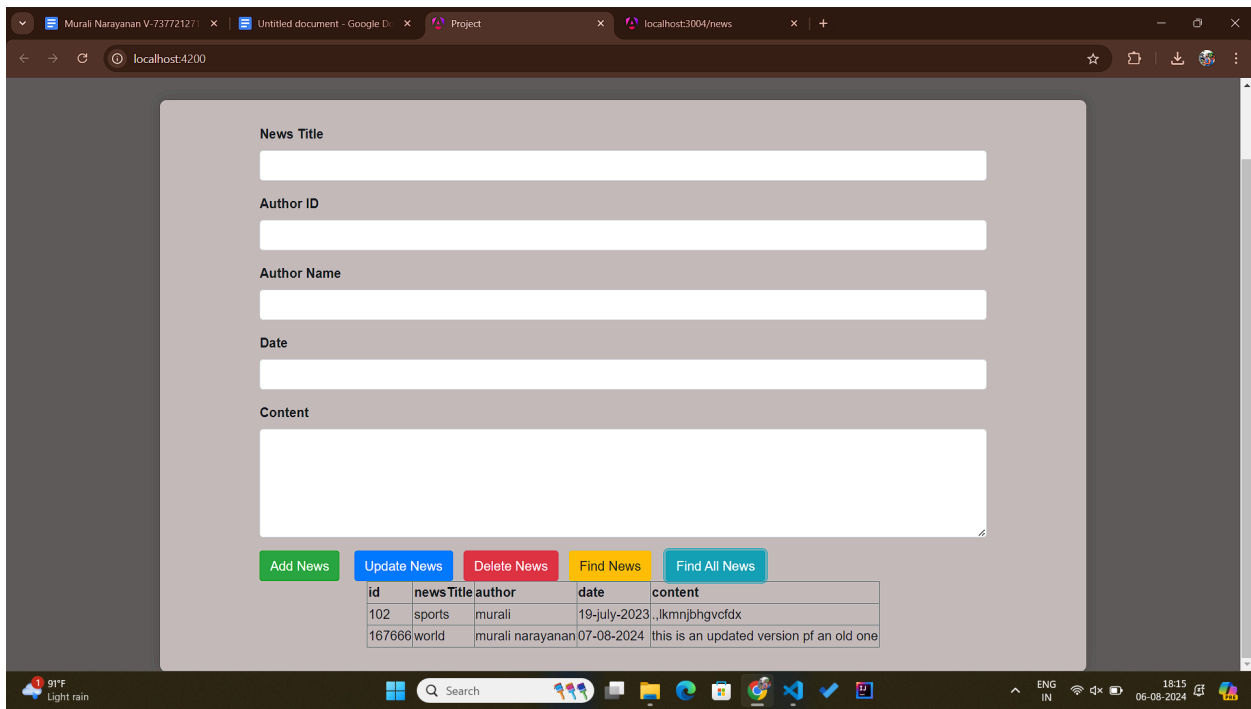 Murali Narayanan V-737721271
Untitled document - Google Do
Project
localhost:3004/news
localhost:4200
News Title
Author ID
Author Name
Date
Content
Add News Update News Delete News Find News Find All News
id newsTitle author date content
102 sports murali 19-july-2023 .,lkmnjbhgvcfdx
167666 world murali narayanan 07-08-2024 this is an updated version pf an old one
1
91°F
Light rain
Search
ENG
IN
18:15
06-08-2024
PRE